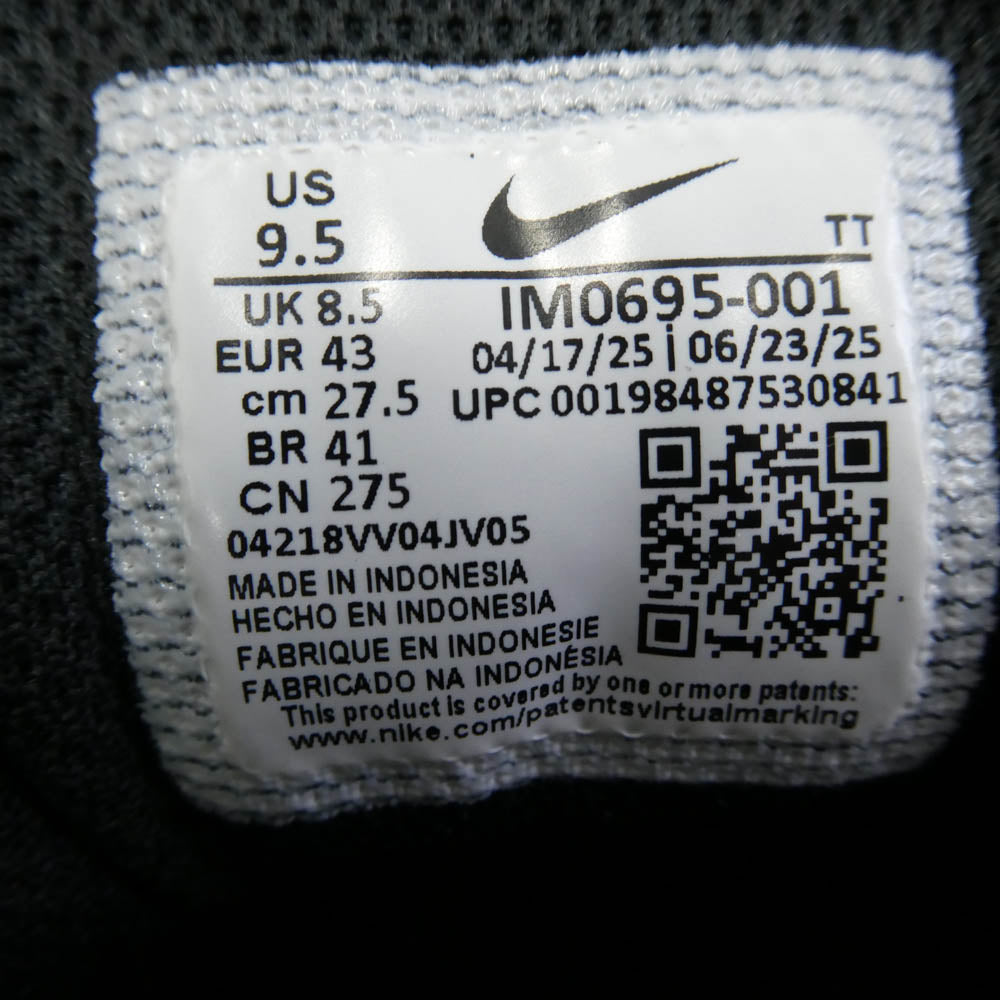 US
9.5
TT
UK 8.5
IM0695-001
EUR 43
04/17/25 | 06/23/25
cm 27.5
UPC 00198487530841
BR 41
CN 275
04218VV04JV05
MADE IN INDONESIA
HECHO EN INDONESIA
FABRIQUE EN INDONESIE
FABRICADO NA INDONÉSIA
This product is covered by one or more patents:
www.nike.com/patentsvirtualmarking